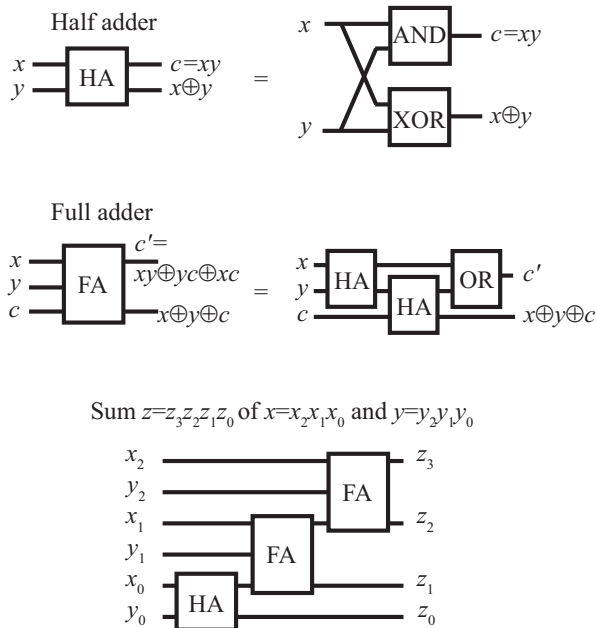 Half adder
x
y
HA
c=xy
x⊕y
=
x
y
AND
XOR
c=xy
x⊕y
Full adder
x
y
c
FA
c′=
xy⊕yc⊕xc
x⊕y⊕c
=
x
y
c
HA
HA
OR
c′
x⊕y⊕c
Sum z=z₃z₂z₁z₀ of x=x₂x₁x₀ and y=y₂y₁y₀
x₂
y₂
x₁
y₁
x₀
y₀
HA
FA
FA
z₃
z₂
z₁
z₀